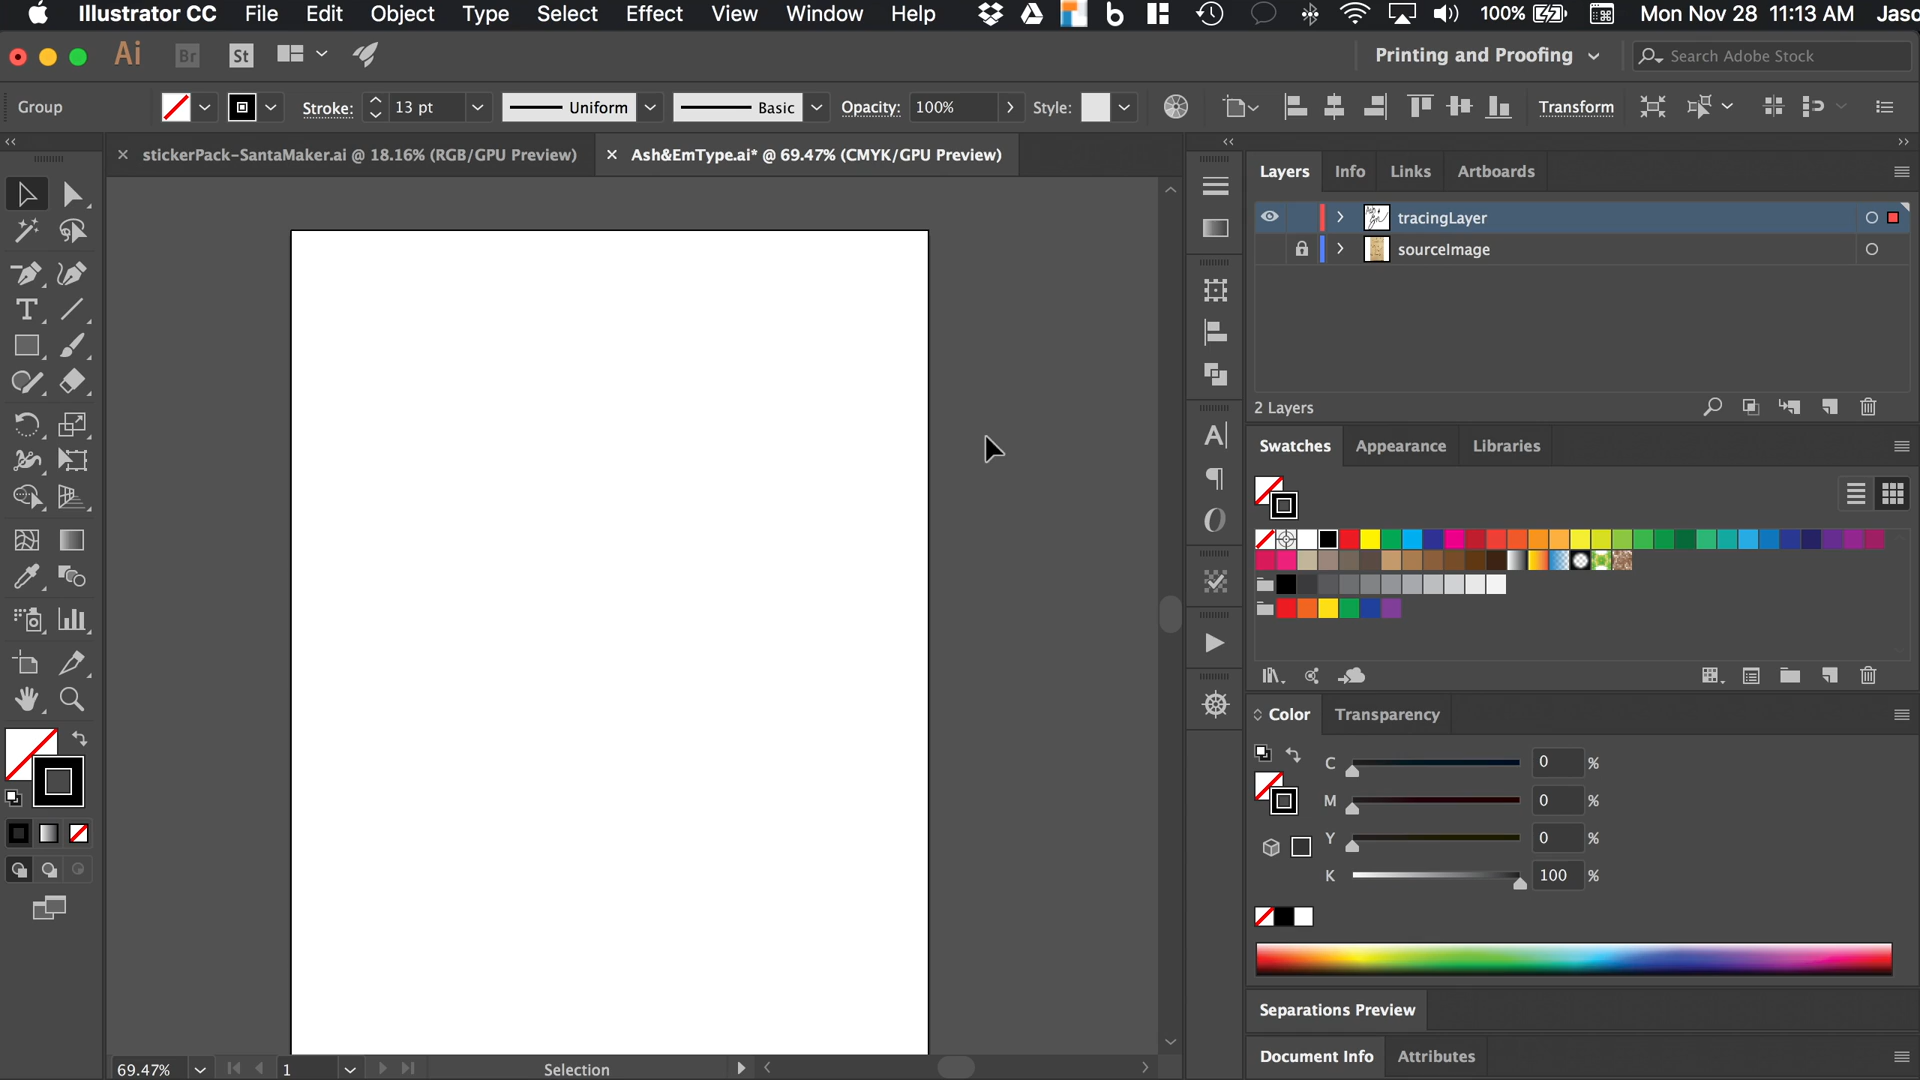 Illustrator CC File Edit Object Type Select Effect View Window Help 100% Mon Nov 28 11:13 AM Jaso
Ai Br St Printing and Proofing Search Adobe Stock
Group Stroke: 13 pt Uniform Basic Opacity: 100% Style: Transform
stickerPack-SantaMaker.ai @ 18.16% (RGB/GPU Preview) Ash&EmType.ai* @ 69.47% (CMYK/GPU Preview)
Layers Info Links Artboards
tracingLayer
sourceImage
2 Layers
Swatches Appearance Libraries
Color Transparency
C 0 %
M 0 %
Y 0 %
K 100 %
Separations Preview
Document Info Attributes
69.47% 1 Selection